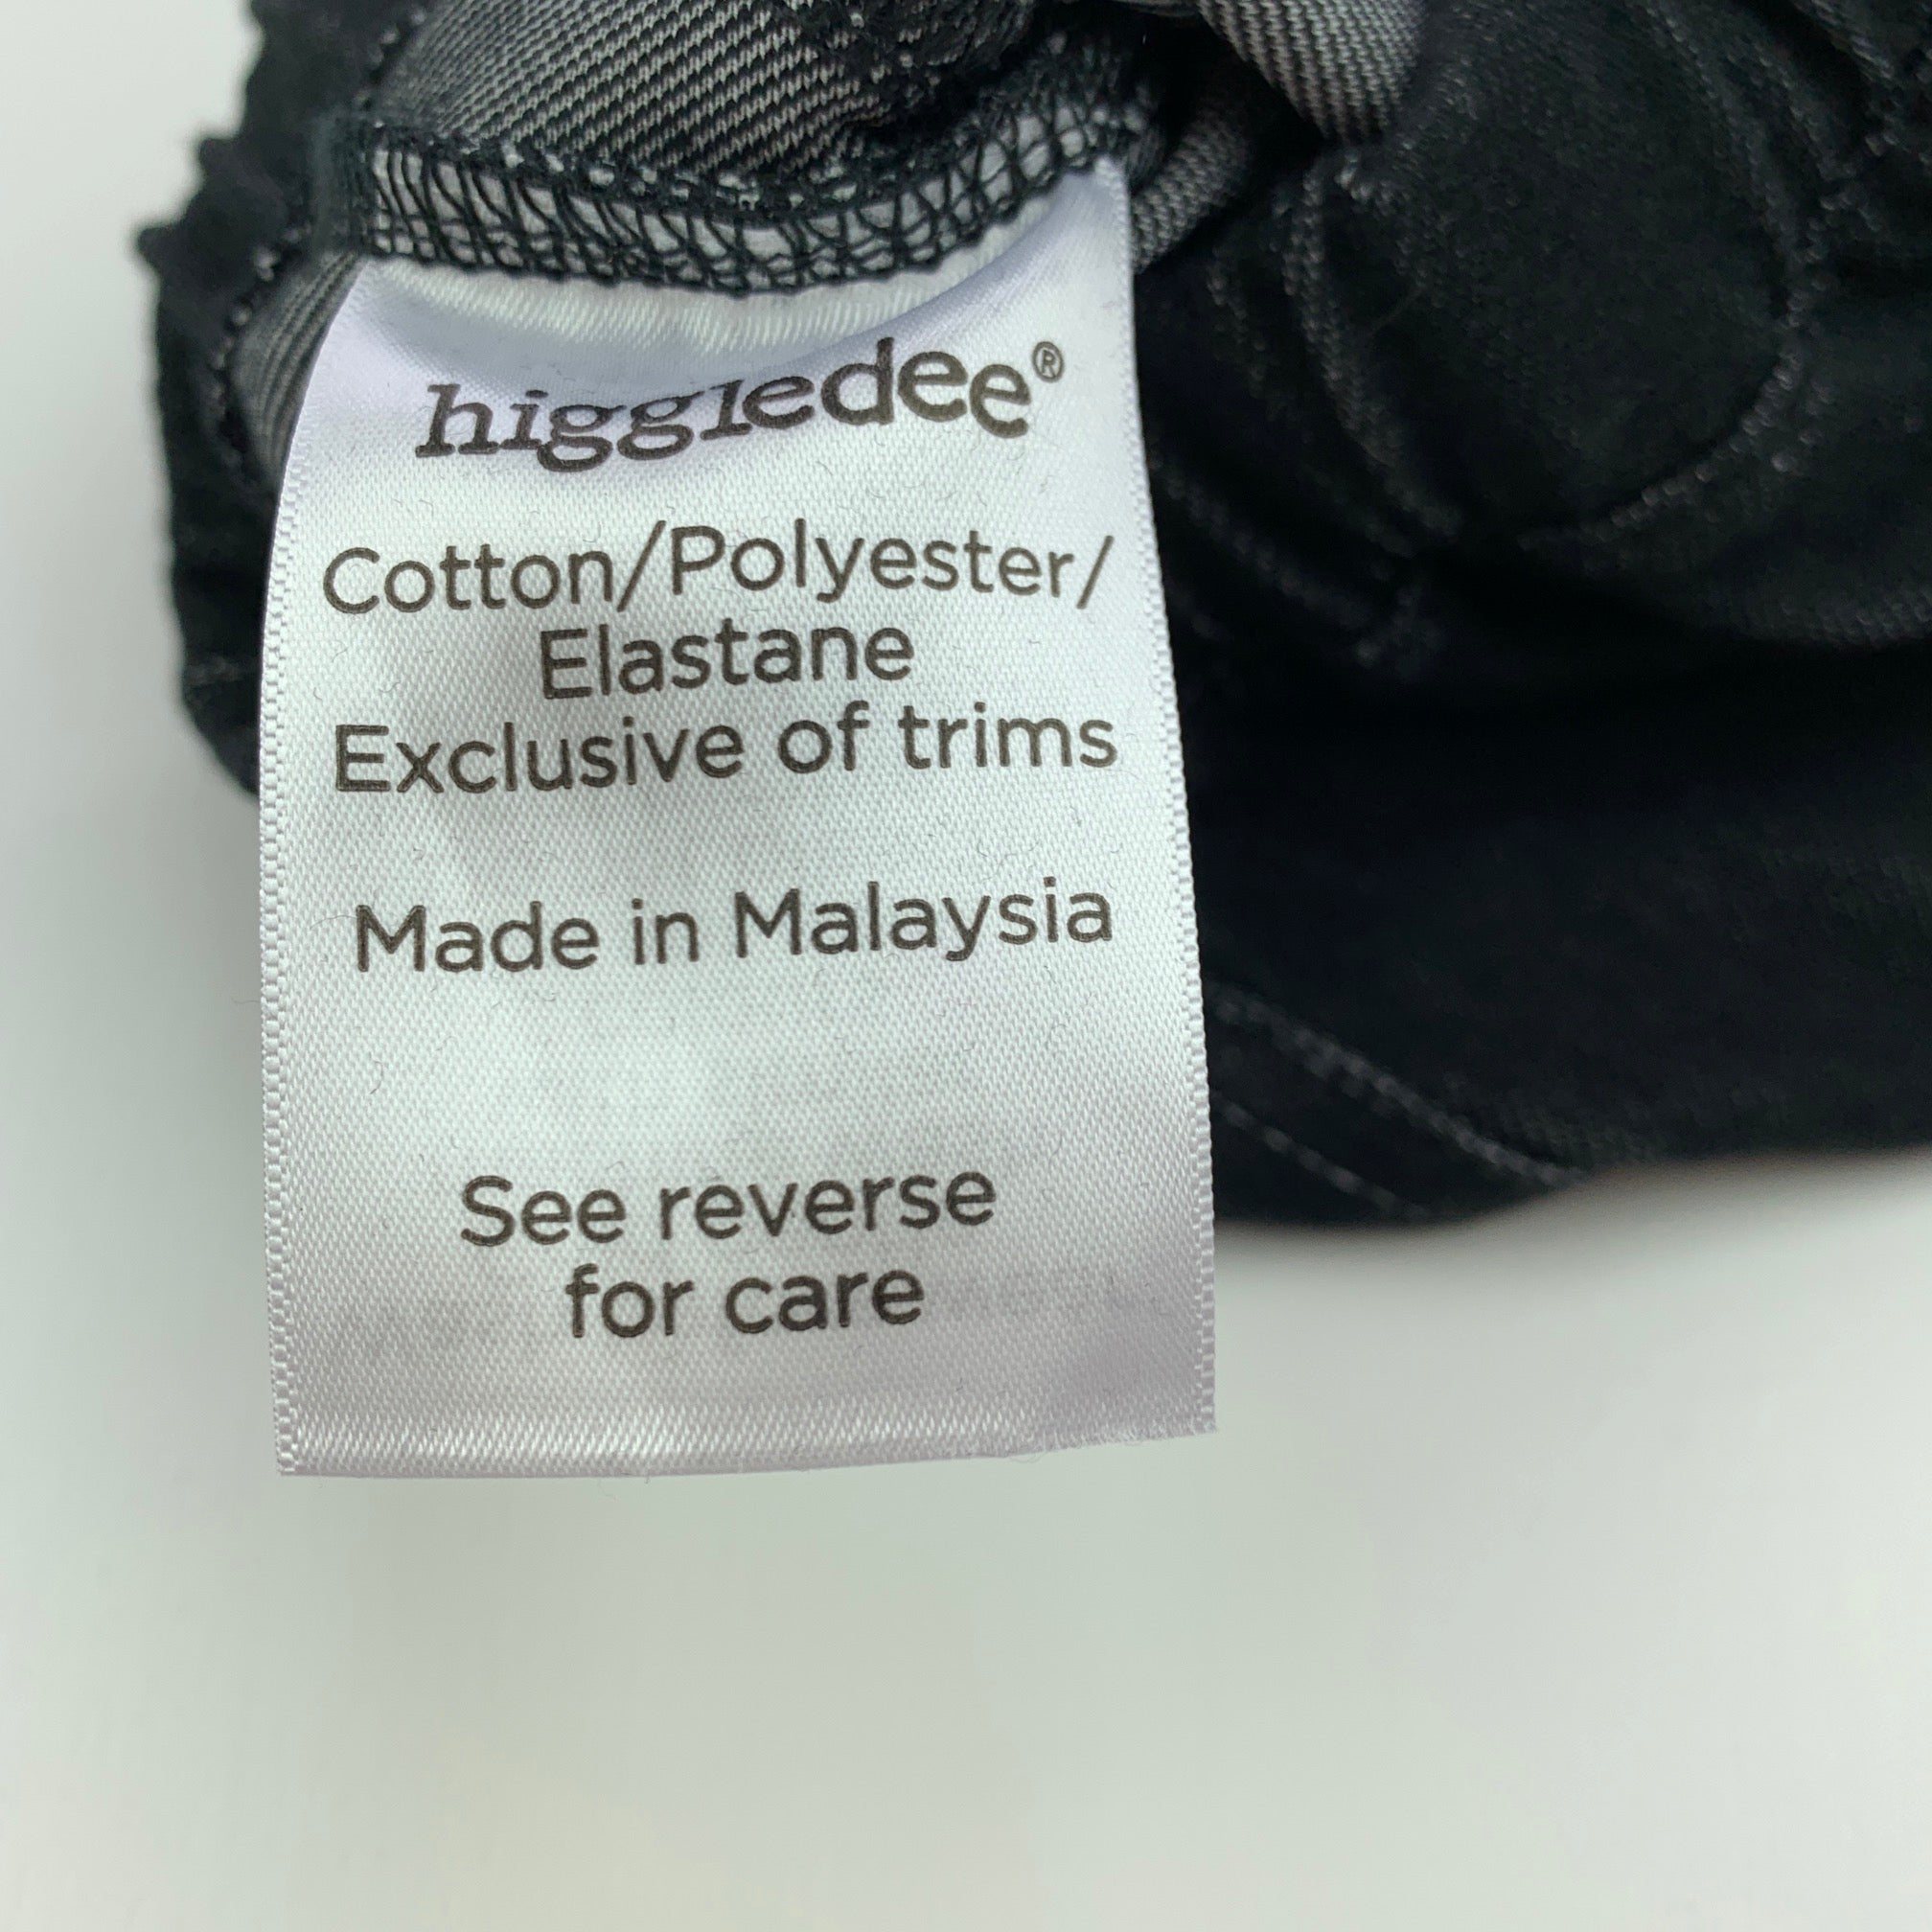 higgledee®
Cotton/Polyester/
Elastane
Exclusive of trims
Made in Malaysia
See reverse
for care